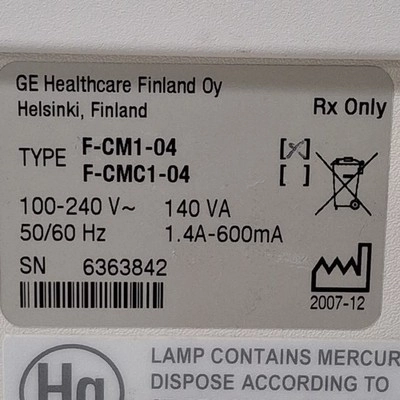 GE Healthcare Finland Oy
Helsinki, Finland
Rx Only
TYPE F-CM1-04 [x]
F-CMC1-04 [ ]
100-240 V~ 140 VA
50/60 Hz 1.4A-600mA
SN 6363842
2007-12
Hg
LAMP CONTAINS MERCUR
DISPOSE ACCORDING TO